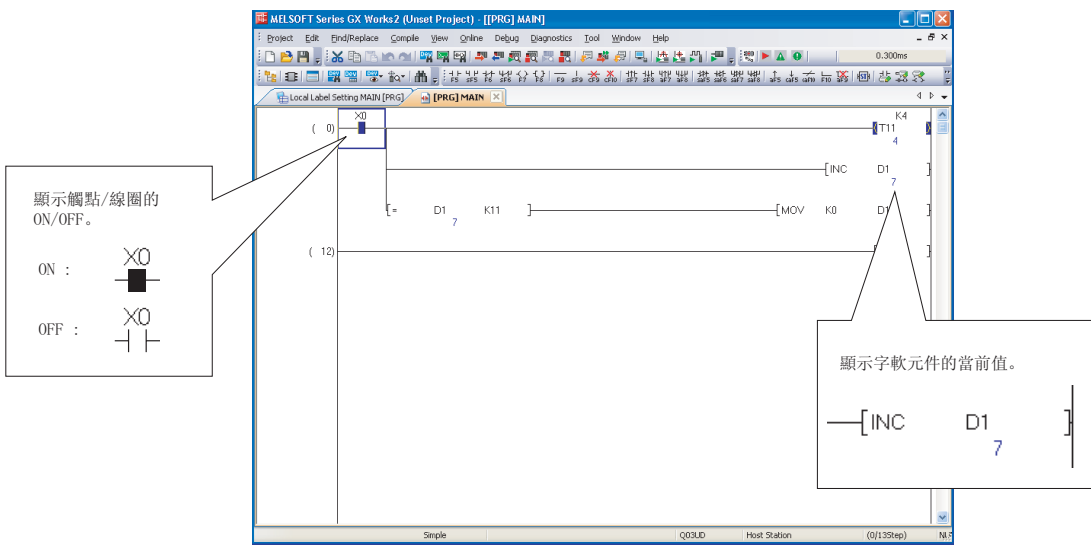 MELSOFT Series GX Works2 (Unset Project) - [[PRG] MAIN]
Project Edit Find/Replace Compile View Online Debug Diagnostics Tool Window Help
0.300ms
Local Label Setting MAIN [PRG] [PRG] MAIN
X0 K4
( 0) T11
4
INC D1
7
= D1 K11 MOV K0 D1
7
( 12)
顯示觸點/線圈的
ON/OFF。
ON : X0
OFF : X0
顯示字軟元件的當前值。
INC D1
7
Simple Q03UD Host Station (0/13Step)